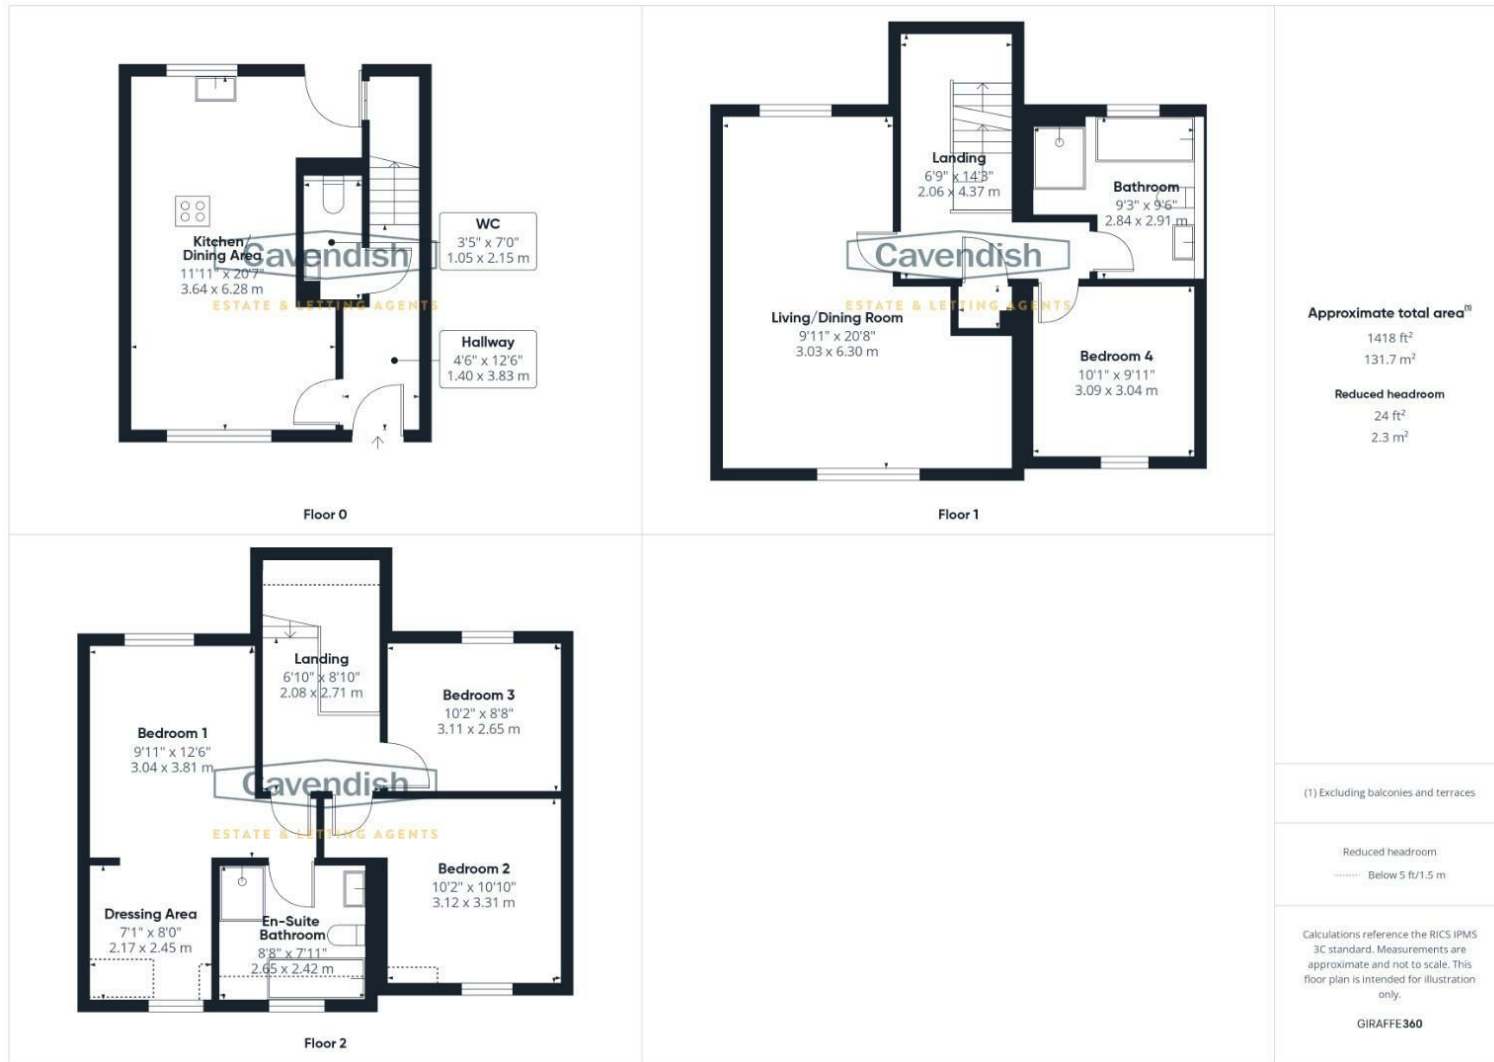 Kitchen/
Dining Area
11'11" x 20'7"
3.64 x 6.28 m
WC
3'5" x 7'0"
1.05 x 2.15 m
Cavendish
ESTATE & LETTING AGENTS
Hallway
4'6" x 12'6"
1.40 x 3.83 m
Floor 0
Landing
6'9" x 14'3"
2.06 x 4.37 m
Bathroom
9'3" x 9'6"
2.84 x 2.91 m
Cavendish
ESTATE & LETTING AGENTS
Living/Dining Room
9'11" x 20'8"
3.03 x 6.30 m
Bedroom 4
10'1" x 9'11"
3.09 x 3.04 m
Floor 1
Landing
6'10" x 8'10"
2.08 x 2.71 m
Bedroom 3
10'2" x 8'8"
3.11 x 2.65 m
Bedroom 1
9'11" x 12'6"
3.04 x 3.81 m
Cavendish
ESTATE & LETTING AGENTS
Bedroom 2
10'2" x 10'10"
3.12 x 3.31 m
Dressing Area
7'1" x 8'0"
2.17 x 2.45 m
En-Suite
Bathroom
8'8" x 7'11"
2.65 x 2.42 m
Floor 2
Approximate total area⁽¹⁾
1418 ft²
131.7 m²
Reduced headroom
24 ft²
2.3 m²
(1) Excluding balconies and terraces
Reduced headroom
Below 5 ft/1.5 m
Calculations reference the RICS IPMS
3C standard. Measurements are
approximate and not to scale. This
floor plan is intended for illustration
only.
GIRAFFE360